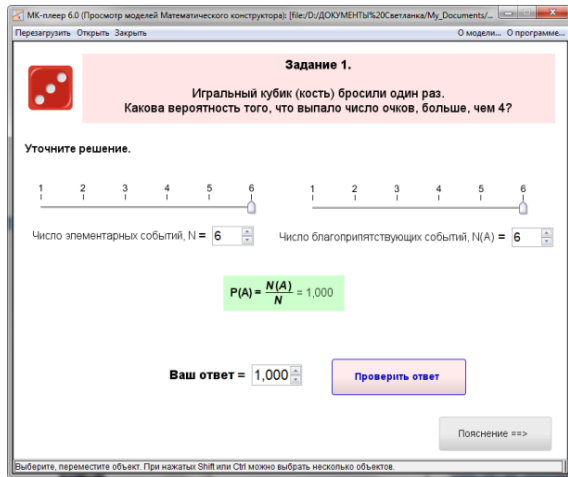 МК-плеер 6.0 (Просмотр моделей Математического конструктора): [file:/D:/ДОКУМЕНТЫ%20Светланка/My_Documents/...
Перезагрузить Открыть Закрыть О модели... О программе...
Задание 1.
Игральный кубик (кость) бросили один раз.
Какова вероятность того, что выпало число очков, больше, чем 4?
Уточните решение.
1 2 3 4 5 6 1 2 3 4 5 6
Число элементарных событий, N = 6 Число благоприпятствующих событий, N(A) = 6
P(A) = N(A)/N = 1,000
Ваш ответ = 1,000 Проверить ответ
Пояснение ==>
Выберите, переместите объект. При нажатых Shift или Ctrl можно выбрать несколько объектов.